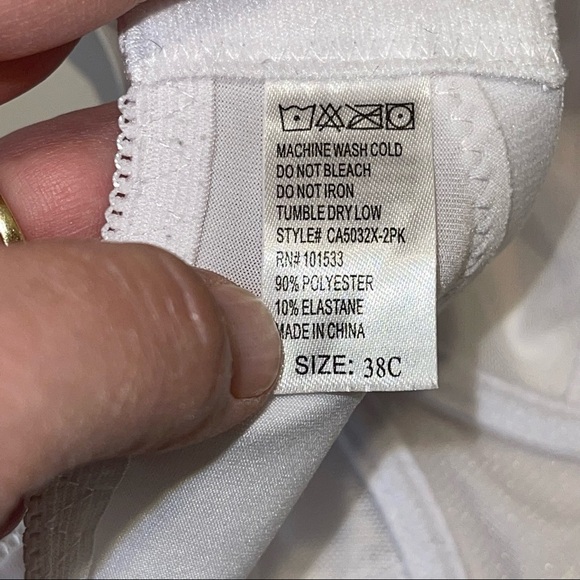 MACHINE WASH COLD
DO NOT BLEACH
DO NOT IRON
TUMBLE DRY LOW
STYLE# CA5032X-2PK
RN# 101533
90% POLYESTER
10% ELASTANE
MADE IN CHINA
SIZE: 38C